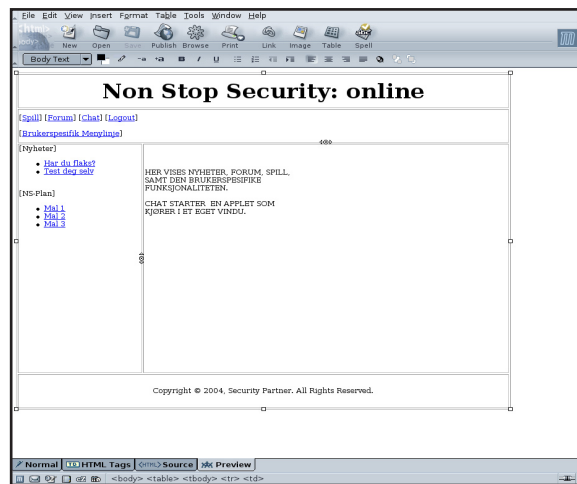 File Edit View Insert Format Table Tools Window Help
<html>
body>
New Open Save Publish Browse Print Link Image Table Spell
Body Text
Non Stop Security: online
[Spill] [Forum] [Chat] [Logout]
[Brukerspesifik Menylinje]
[Nyheter]
Har du flaks?
Test deg selv
[NS-Plan]
Mal 1
Mal 2
Mal 3
HER VISES NYHETER, FORUM, SPILL,
SAMT DEN BRUKERSPESIFIKE
FUNKSJONALITETEN.
CHAT STARTER EN APPLET SOM
KJØRER I ET EGET VINDU.
Copyright © 2004, Security Partner. All Rights Reserved.
Normal TD HTML Tags <HTML> Source Preview
<body> <table> <tbody> <tr> <td>